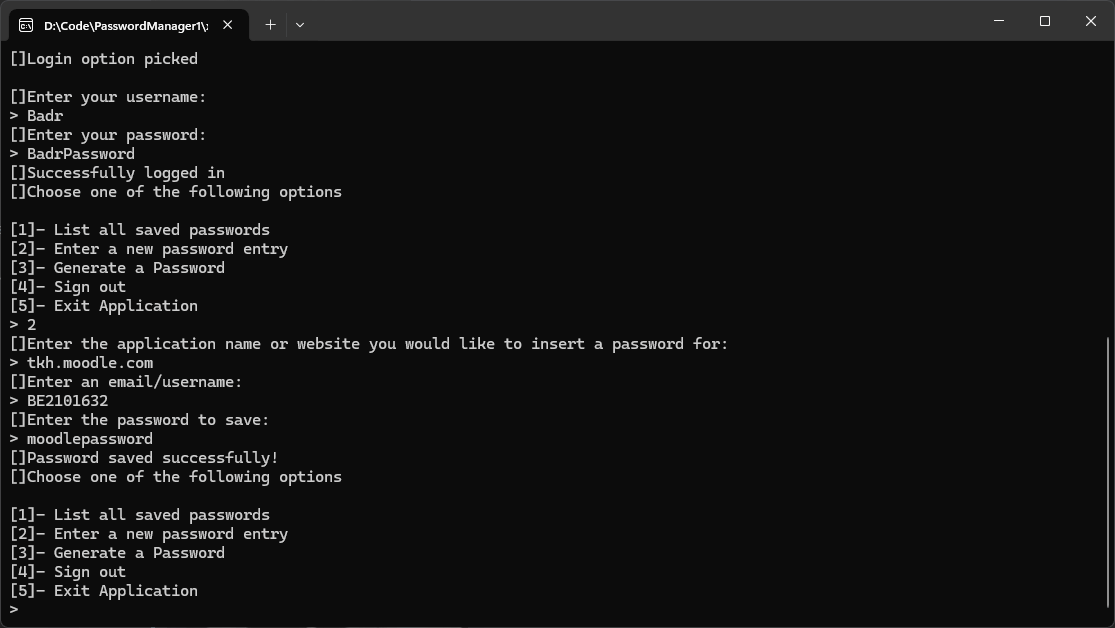 D:\Code\PasswordManager1\;
[]Login option picked
[]Enter your username:
> Badr
[]Enter your password:
> BadrPassword
[]Successfully logged in
[]Choose one of the following options
[1]- List all saved passwords
[2]- Enter a new password entry
[3]- Generate a Password
[4]- Sign out
[5]- Exit Application
> 2
[]Enter the application name or website you would like to insert a password for:
> tkh.moodle.com
[]Enter an email/username:
> BE2101632
[]Enter the password to save:
> moodlepassword
[]Password saved successfully!
[]Choose one of the following options
[1]- List all saved passwords
[2]- Enter a new password entry
[3]- Generate a Password
[4]- Sign out
[5]- Exit Application
>